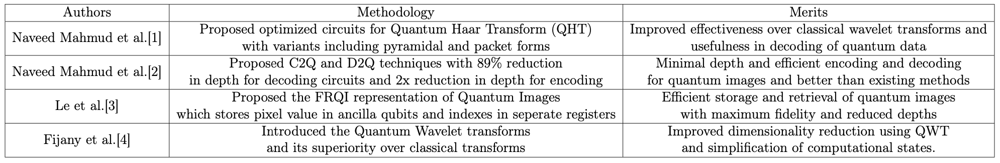 Authors Methodology Merits
Naveed Mahmud et al.[1]
Proposed optimized circuits for Quantum Haar Transform (QHT)
with variants including pyramidal and packet forms
Improved effectiveness over classical wavelet transforms and
usefulness in decoding of quantum data
Naveed Mahmud et al.[2]
Proposed C2Q and D2Q techniques with 89% reduction
in depth for decoding circuits and 2x reduction in depth for encoding
Minimal depth and efficient encoding and decoding
for quantum images and better than existing methods
Le et al.[3]
Proposed the FRQI representation of Quantum Images
which stores pixel value in ancilla qubits and indexes in seperate registers
Efficient storage and retrieval of quantum images
with maximum fidelity and reduced depths
Fijany et al.[4]
Introduced the Quantum Wavelet transforms
and its superiority over classical transforms
Improved dimensionality reduction using QWT
and simplification of computational states.